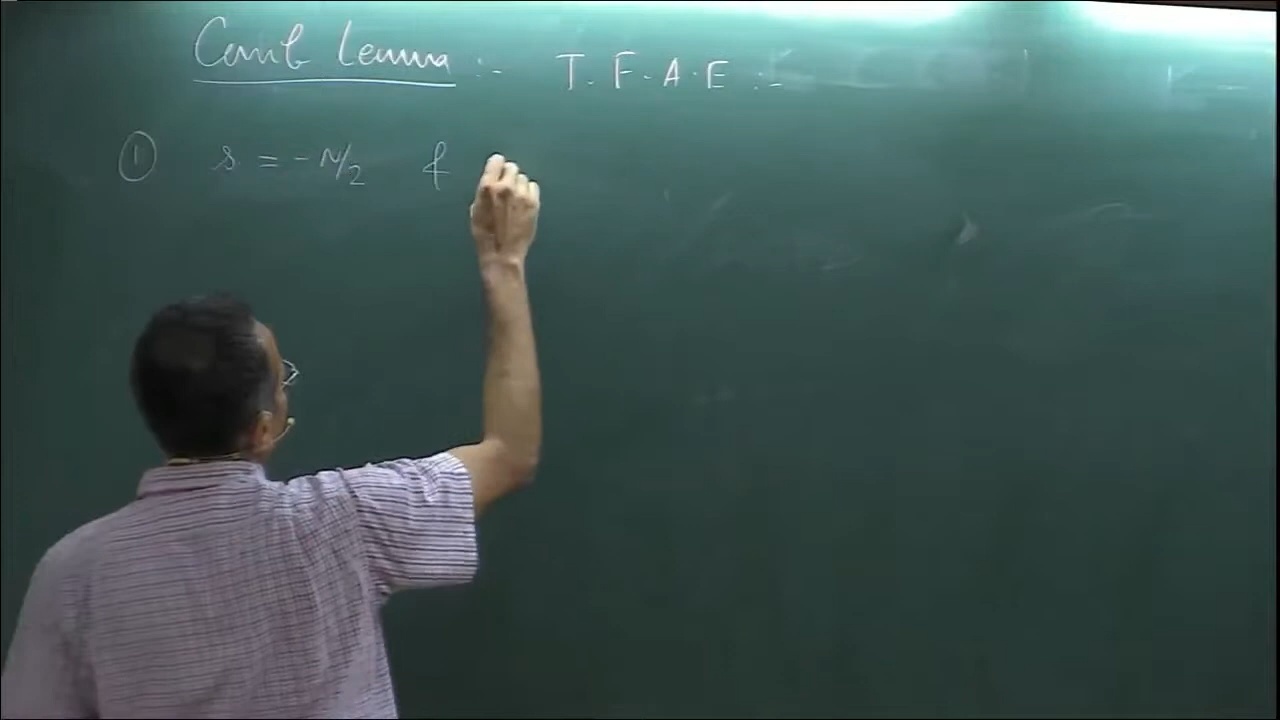 Comb Lemma :- T.F.A.E :-
① s = -N/2 &